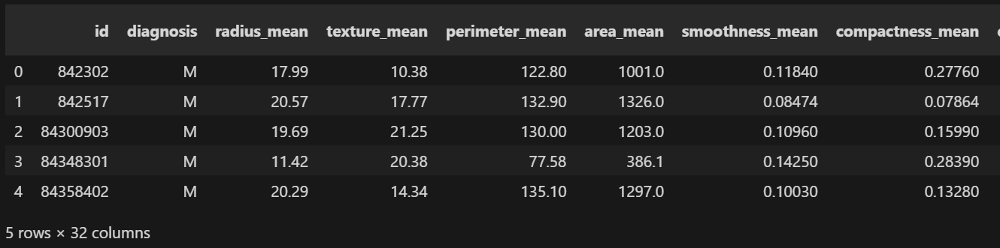 id diagnosis radius_mean texture_mean perimeter_mean area_mean smoothness_mean compactness_mean
0 842302 M 17.99 10.38 122.80 1001.0 0.11840 0.27760
1 842517 M 20.57 17.77 132.90 1326.0 0.08474 0.07864
2 84300903 M 19.69 21.25 130.00 1203.0 0.10960 0.15990
3 84348301 M 11.42 20.38 77.58 386.1 0.14250 0.28390
4 84358402 M 20.29 14.34 135.10 1297.0 0.10030 0.13280
5 rows × 32 columns